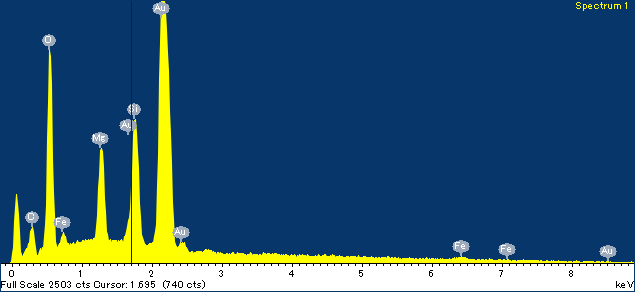 Spectrum 1
Au
O
Si
Au
Mg
C
Fe
Au
Fe
Fe
Au
0 1 2 3 4 5 6 7 8
Full Scale 2503 cts Cursor: 1.695 (740 cts) keV